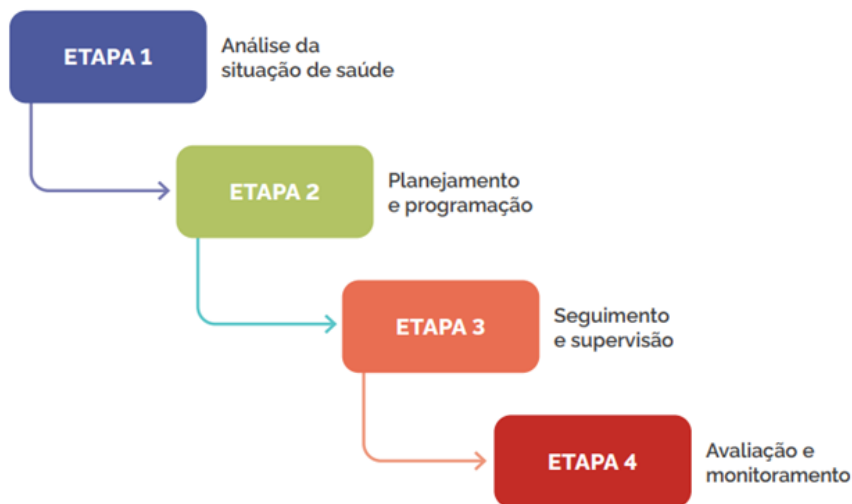 ETAPA 1
Análise da
situação de saúde
ETAPA 2
Planejamento
e programação
ETAPA 3
Seguimento
e supervisão
ETAPA 4
Avaliação e
monitoramento